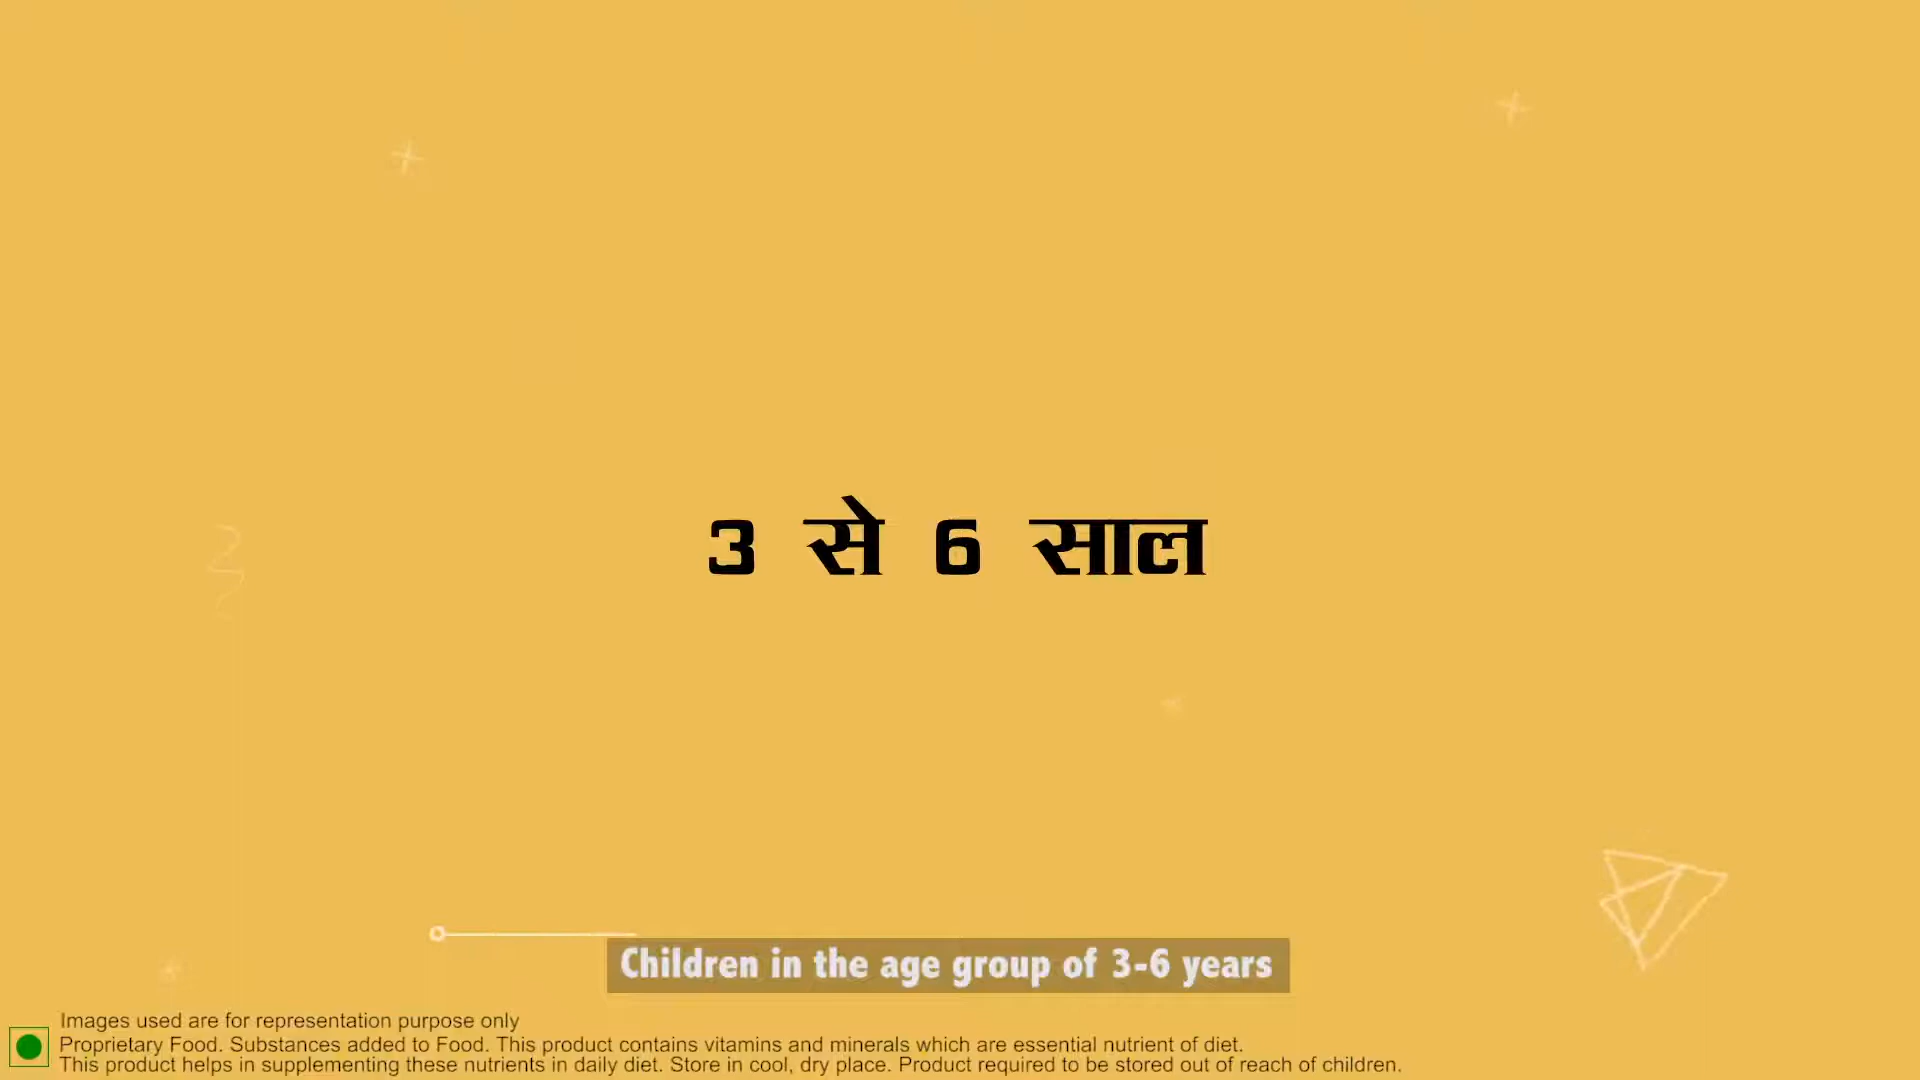 3 से 6 साल
Children in the age group of 3-6 years
Images used are for representation purpose only
Proprietary Food. Substances added to Food. This product contains vitamins and minerals which are essential nutrient of diet.
This product helps in supplementing these nutrients in daily diet. Store in cool, dry place. Product required to be stored out of reach of children.